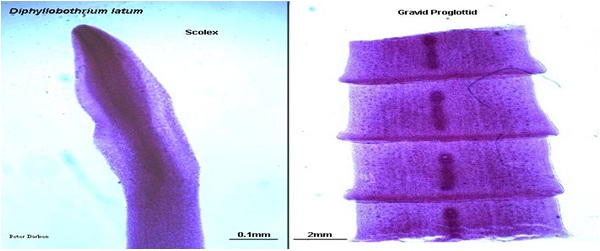 Diphyllobothrium latum
Scolex
Peter Darben
0.1mm
Gravid Proglottid
2mm